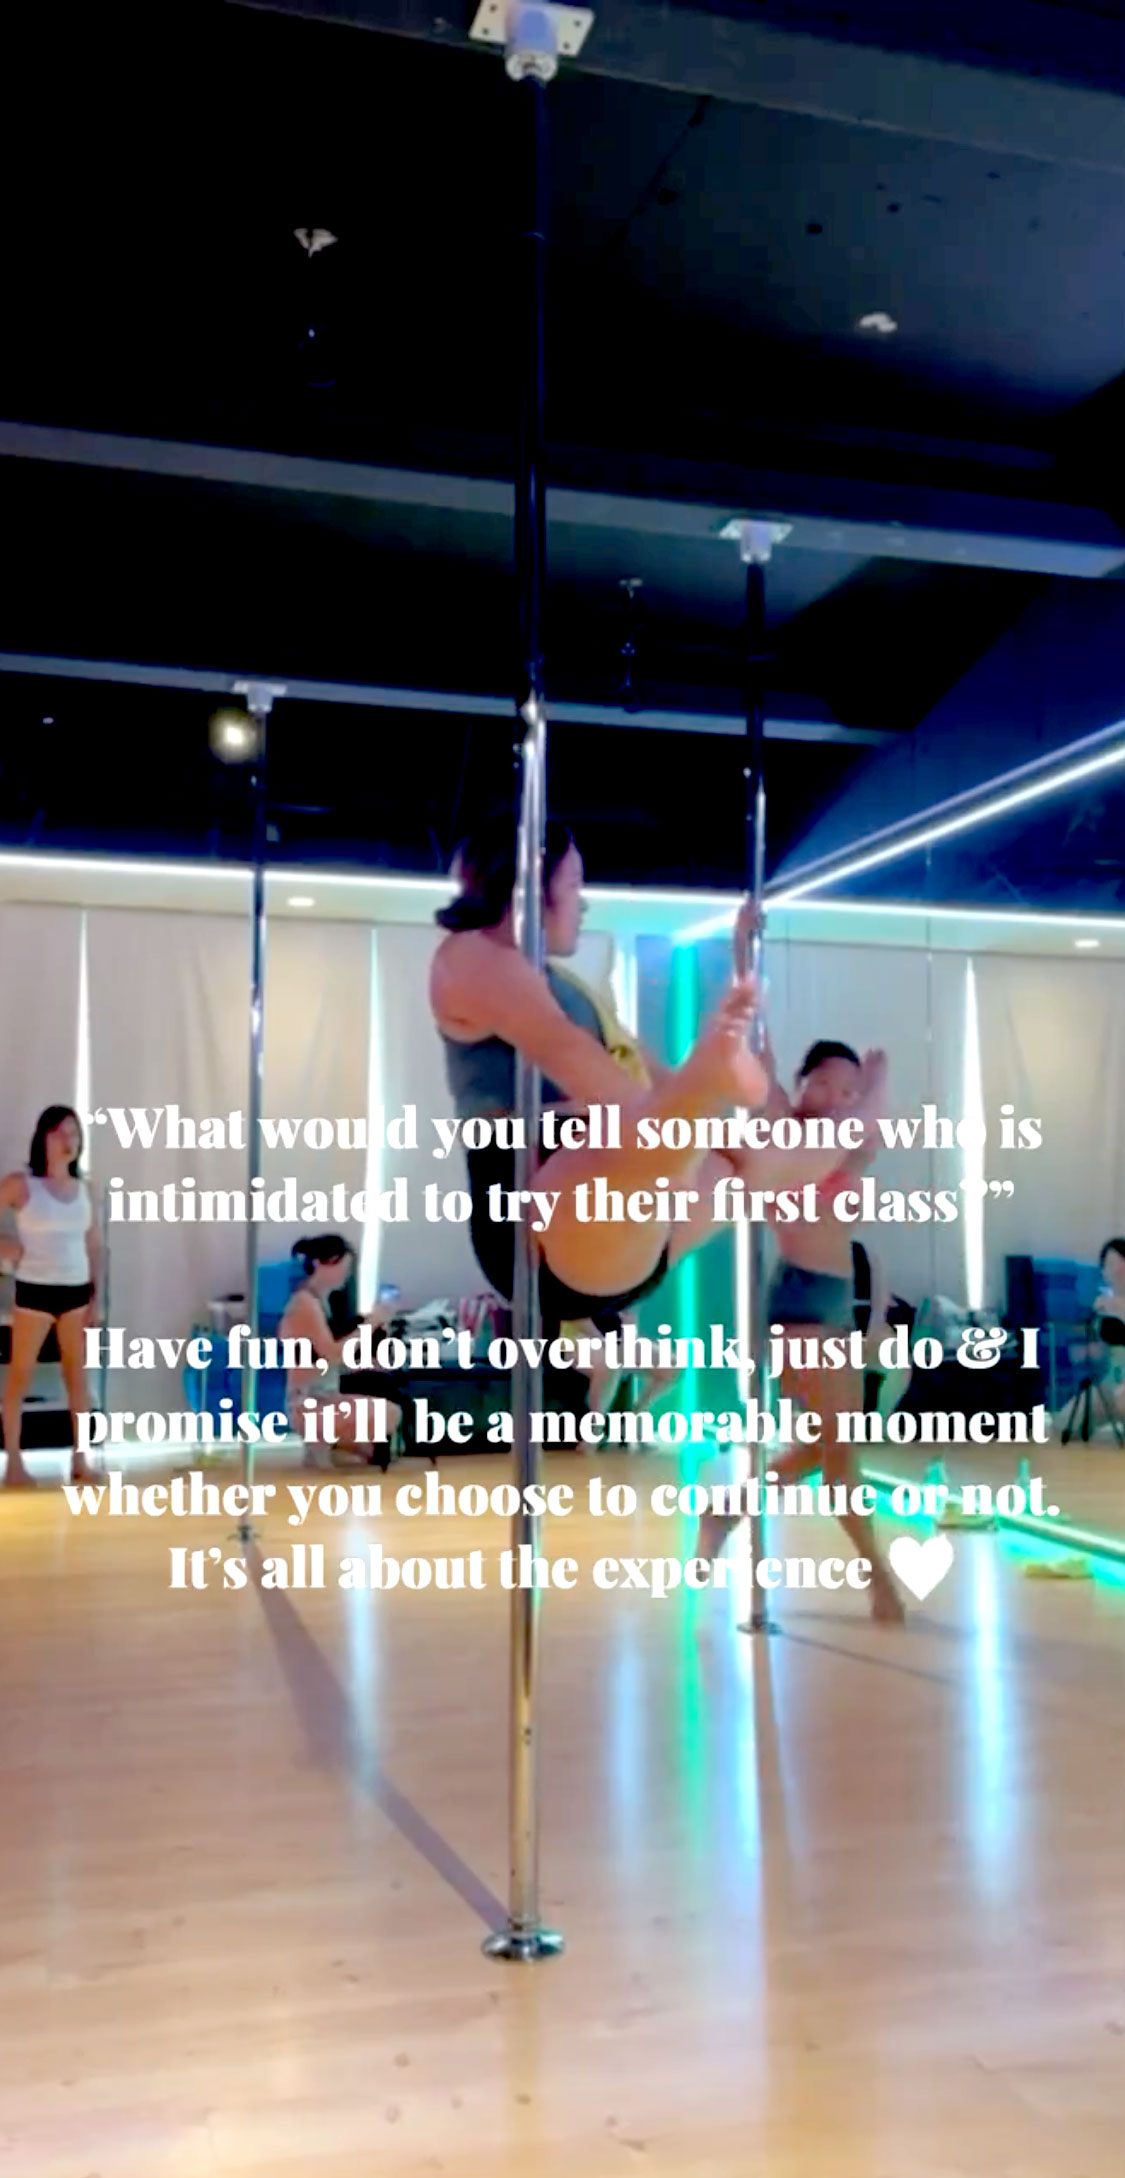 “What would you tell someone who is
intimidated to try their first class?”
Have fun, don’t overthink, just do & I
promise it’ll  be a memorable moment
whether you choose to continue or not.
It’s all about the experience 🤍